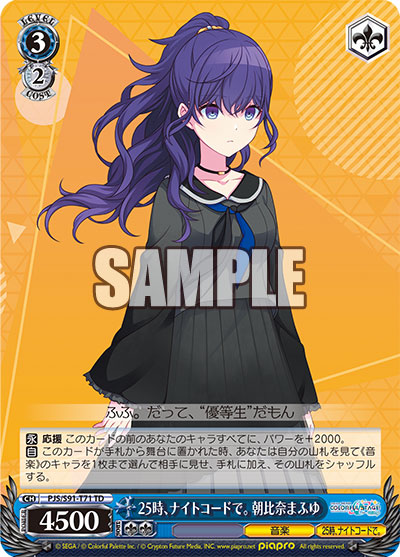 LEVEL
3
2
COST
SAMPLE
ふふ。だって、“優等生”だもん
永 応援 このカードの前のあなたのキャラすべてに、パワーを+2000。
自 このカードが手札から舞台に置かれた時、あなたは自分の山札を見て《音
楽》のキャラを1枚まで選んで相手に見せ、手札に加え、その山札をシャッフル
する。
CH PJS/S91-T71 TD
POWER
4500
25時、ナイトコードで。 朝比奈まふゆ
COLORFUL STAGE!
音楽
25時、ナイトコードで。
© SEGA / © Colorful Palette Inc. / © Crypton Future Media, INC. www.piapro.net piapro